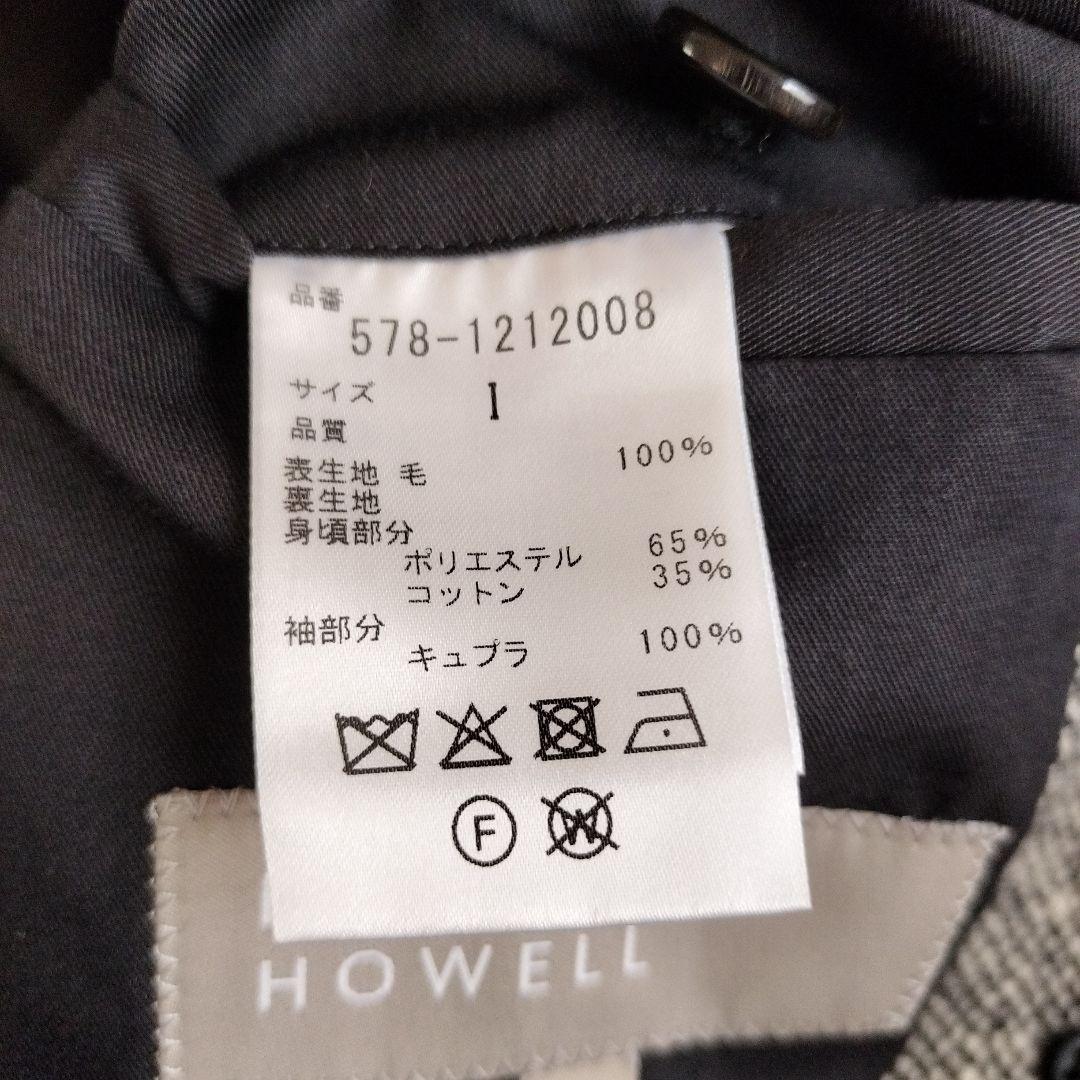 品番
578-1212008
サイズ I
品質
表生地 毛 100%
裏生地
身頃部分
ポリエステル 65%
コットン 35%
袖部分
キュプラ 100%
F W
HOWELL